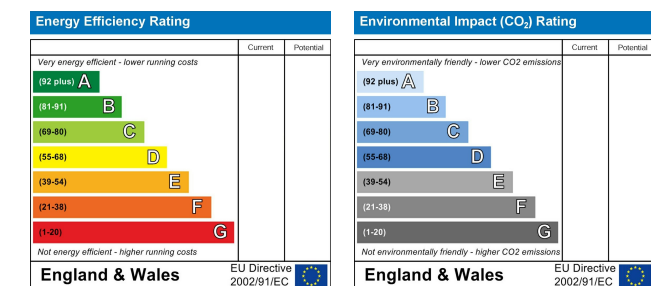 Energy Efficiency Rating
Current Potential
Very energy efficient - lower running costs
(92 plus) A
(81-91) B
(69-80) C
(55-68) D
(39-54) E
(21-38) F
(1-20) G
Not energy efficient - higher running costs
England & Wales
EU Directive
2002/91/EC
Environmental Impact (CO₂) Rating
Current Potential
Very environmentally friendly - lower CO2 emissions
(92 plus) A
(81-91) B
(69-80) C
(55-68) D
(39-54) E
(21-38) F
(1-20) G
Not environmentally friendly - higher CO2 emissions
England & Wales
EU Directive
2002/91/EC